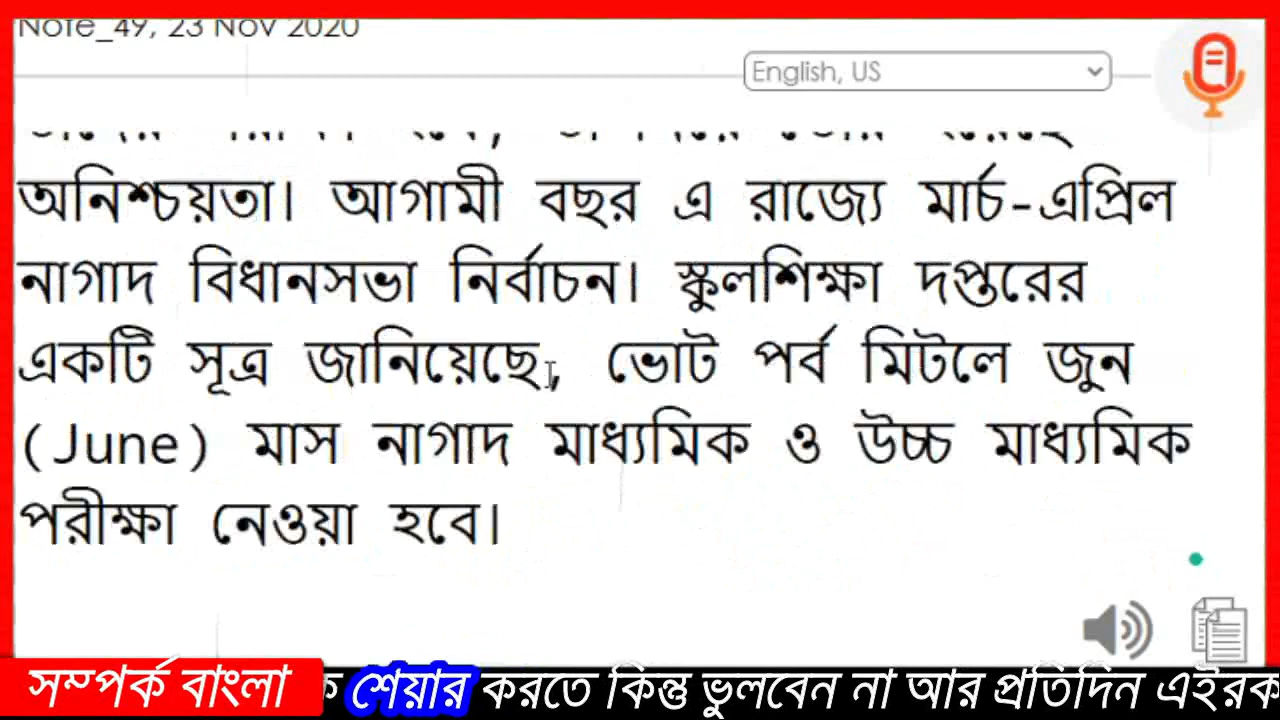 Note_49, 23 Nov 2020
English, US
অনিশ্চয়তা। আগামী বছর এ রাজ্যে মার্চ-এপ্রিল
নাগাদ বিধানসভা নির্বাচন। স্কুলশিক্ষা দপ্তরের
একটি সূত্র জানিয়েছে, ভোট পর্ব মিটলে জুন
(June) মাস নাগাদ মাধ্যমিক ও উচ্চ মাধ্যমিক
পরীক্ষা নেওয়া হবে।
সম্পর্ক বাংলা শেয়ার করতে কিন্তু ভুলবেন না আর প্রতিদিন